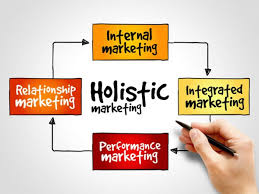 Internal
marketing
Relationship
marketing
Holistic
marketing
Integrated
marketing
Performance
marketing